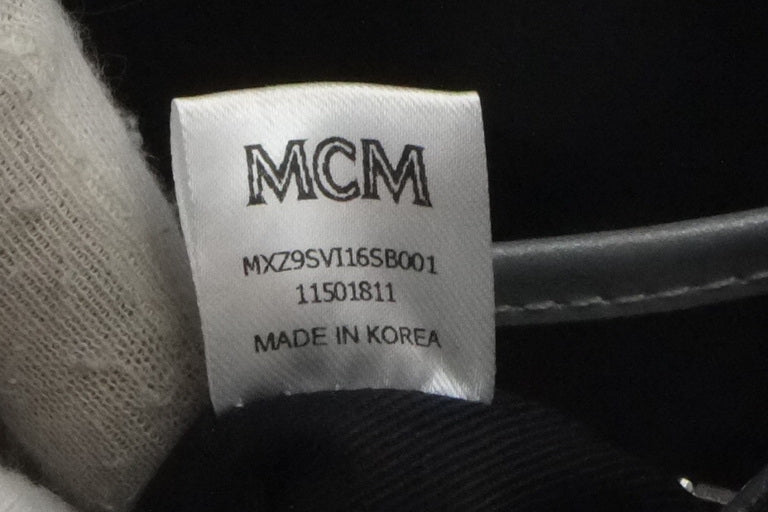 MCM
MXZ9SVI16SB001
11501811
MADE IN KOREA